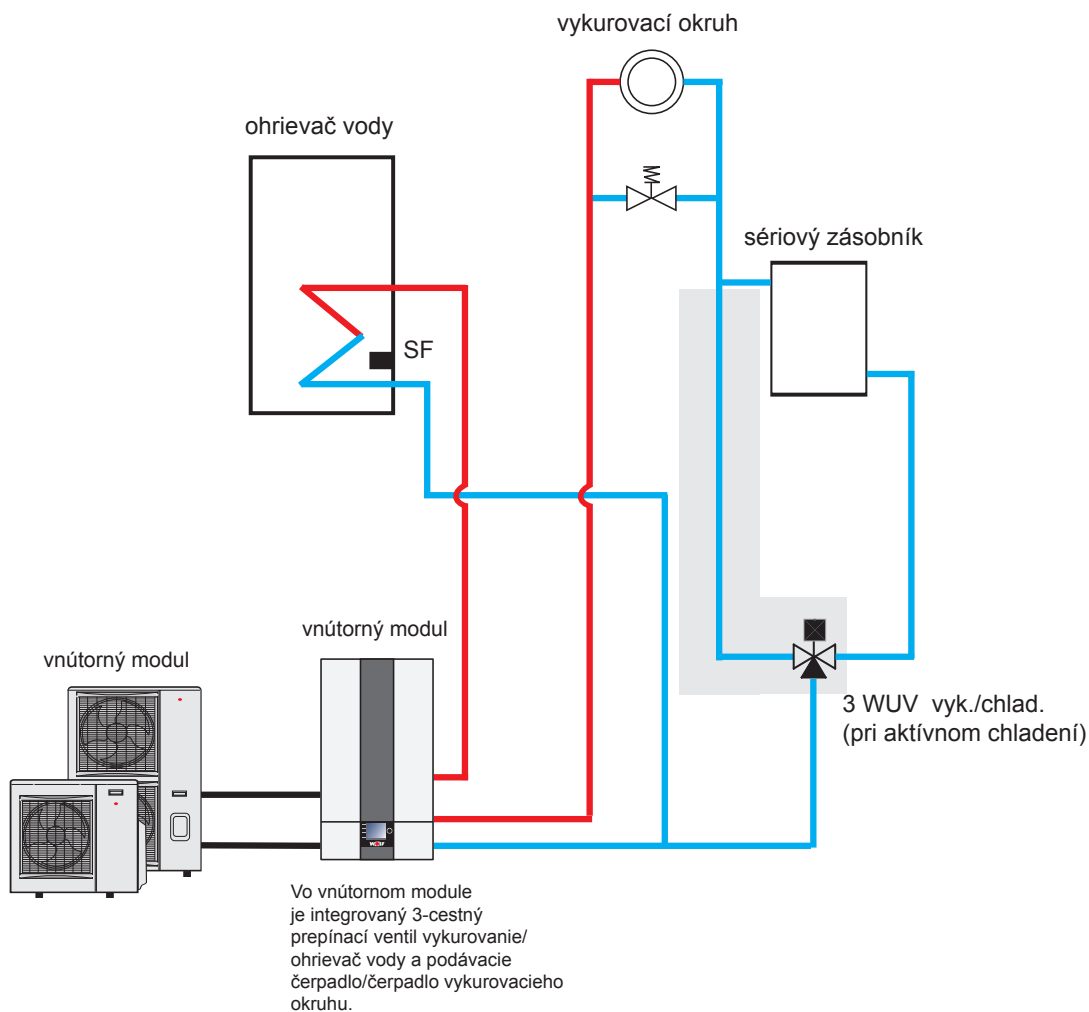 vykurovací okruh
ohrievač vody
sériový zásobník
SF
vnútorný modul
vnútorný modul
3 WUV vyk./chlad.
(pri aktívnom chladení)
WOLF
Vo vnútornom module
je integrovaný 3-cestný
prepínací ventil vykurovanie/
ohrievač vody a podávacie
čerpadlo/čerpadlo vykurovacieho
okruhu.